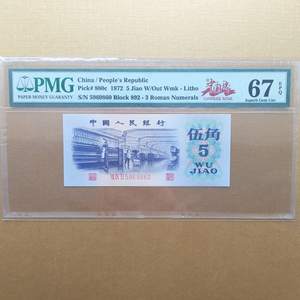 PMG
PAPER MONEY GUARANTY
China / People's Republic
Pick# 880c 1972 5 Jiao W/Out Wmk - Litho
S/N 5969960 Block 892 - 3 Roman Numerals
67 EPQ
Superb Gem Unc
中国人民银行
伍角
5
WU
JIAO